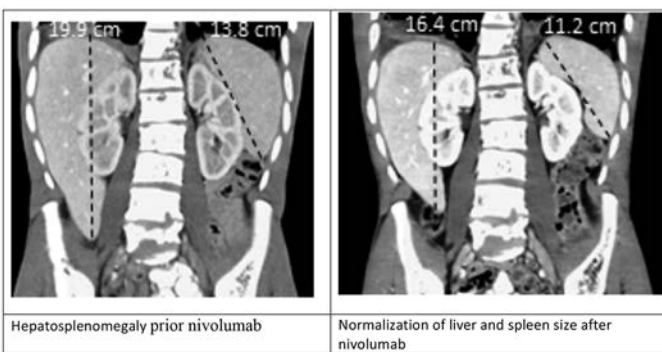 19.9 cm 13.8 cm
16.4 cm 11.2 cm
Hepatosplenomegaly prior nivolumab
Normalization of liver and spleen size after
nivolumab